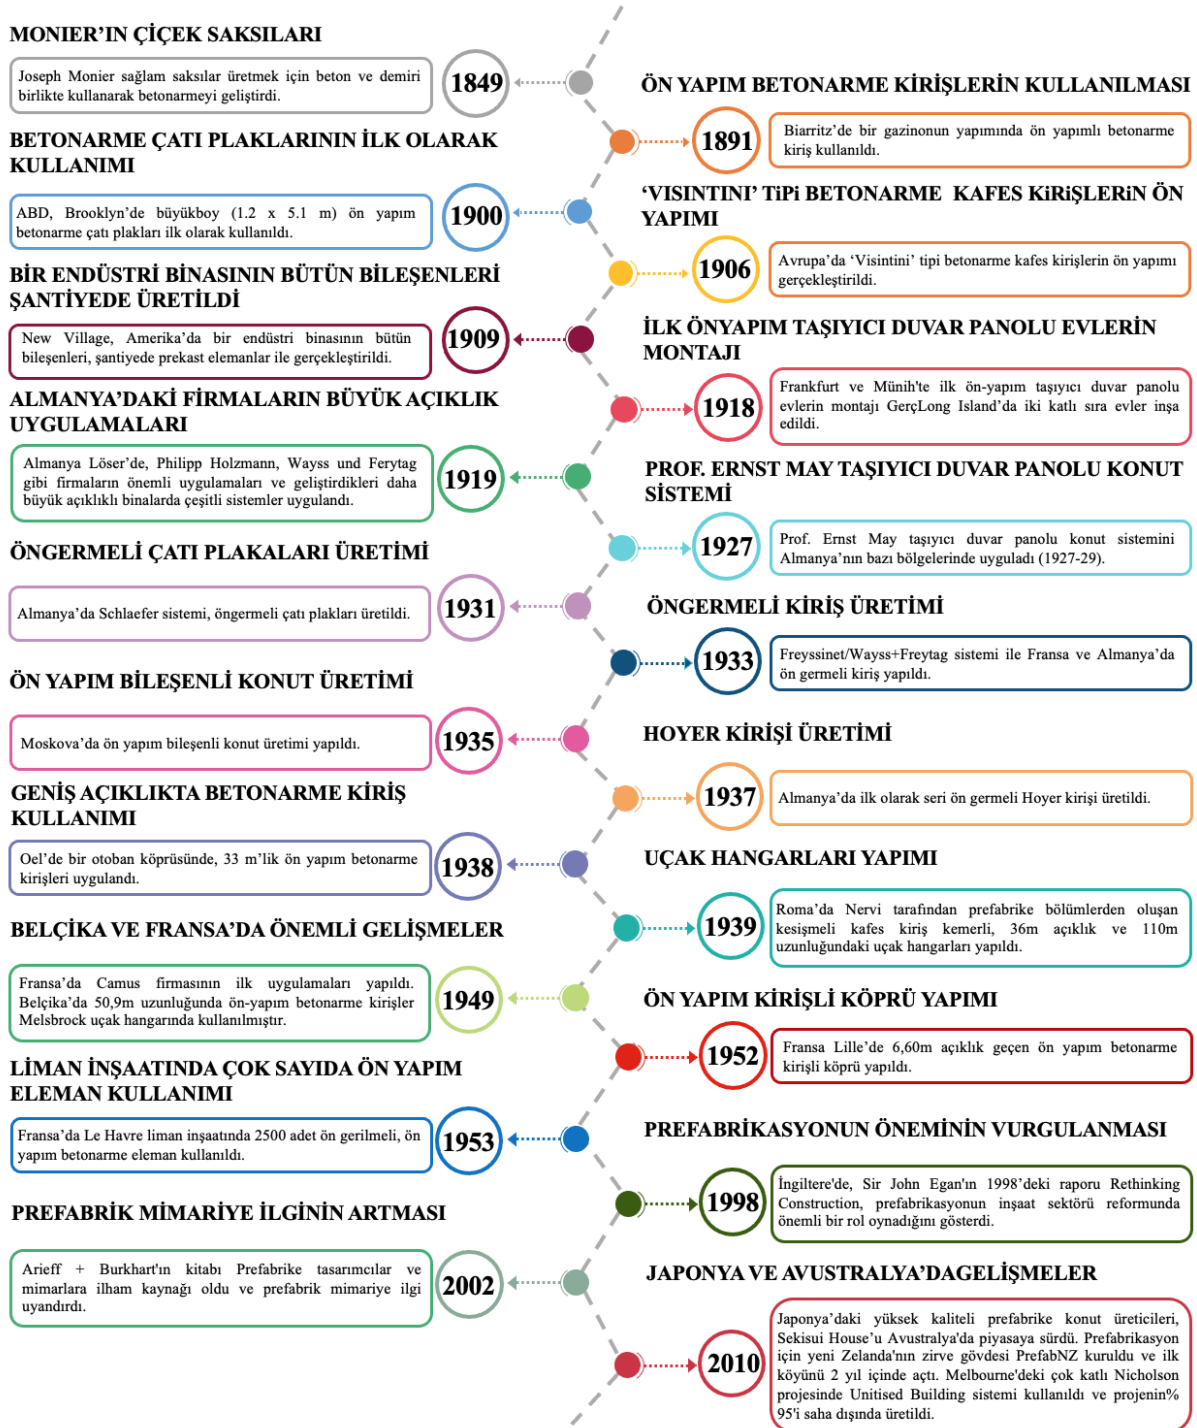 MONIER’IN ÇİÇEK SAKSILARI
1849
Joseph Monier sağlam saksılar üretmek için beton ve demiri
birlikte kullanarak betonarmeyi geliştirdi.
ÖN YAPIM BETONARME KİRİŞLERİN KULLANILMASI
1891
Biarritz’de bir gazinonun yapımında ön yapımlı betonarme
kiriş kullanıldı.
BETONARME ÇATI PLAKLARININ İLK OLARAK
KULLANIMI
1900
ABD, Brooklyn’de büyükboy (1.2 x 5.1 m) ön yapım
betonarme çatı plakları ilk olarak kullanıldı.
‘VISINTINI’ TiPi BETONARME KAFES KiRiŞLERiN ÖN
YAPIMI
1906
Avrupa’da ‘Visintini’ tipi betonarme kafes kirişlerin ön yapımı
gerçekleştirildi.
BİR ENDÜSTRİ BİNASININ BÜTÜN BİLEŞENLERİ
ŞANTİYEDE ÜRETİLDİ
1909
New Village, Amerika’da bir endüstri binasının bütün
bileşenleri, şantiyede prekast elemanlar ile gerçekleştirildi.
İLK ÖNYAPIM TAŞIYICI DUVAR PANOLU EVLERİN
MONTAJI
1918
Frankfurt ve Münih'te ilk ön-yapım taşıyıcı duvar panolu
evlerin montajı GerçLong Island’da iki katlı sıra evler inşa
edildi.
ALMANYA’DAKİ FİRMALARIN BÜYÜK AÇIKLIK
UYGULAMALARI
1919
Almanya Löser’de, Philipp Holzmann, Wayss und Ferytag
gibi firmaların önemli uygulamaları ve geliştirdikleri daha
büyük açıklıklı binalarda çeşitli sistemler uygulandı.
PROF. ERNST MAY TAŞIYICI DUVAR PANOLU KONUT
SİSTEMİ
1927
Prof. Ernst May taşıyıcı duvar panolu konut sistemini
Almanya’nın bazı bölgelerinde uyguladı (1927-29).
ÖNGERMELİ ÇATI PLAKALARI ÜRETİMİ
1931
Almanya’da Schlaefer sistemi, öngermeli çatı plakları üretildi.
ÖNGERMELİ KİRİŞ ÜRETİMİ
1933
Freyssinet/Wayss+Freytag sistemi ile Fransa ve Almanya’da
ön germeli kiriş yapıldı.
ÖN YAPIM BİLEŞENLİ KONUT ÜRETİMİ
1935
Moskova’da ön yapım bileşenli konut üretimi yapıldı.
HOYER KİRİŞİ ÜRETİMİ
1937
Almanya’da ilk olarak seri ön germeli Hoyer kirişi üretildi.
GENİŞ AÇIKLIKTA BETONARME KİRİŞ
KULLANIMI
1938
Oel’de bir otoban köprüsünde, 33 m’lik ön yapım betonarme
kirişleri uygulandı.
UÇAK HANGARLARI YAPIMI
1939
Roma’da Nervi tarafından prefabrike bölümlerden oluşan
kesişmeli kafes kiriş kemerli, 36m açıklık ve 110m
uzunluğundaki uçak hangarları yapıldı.
BELÇİKA VE FRANSA’DA ÖNEMLİ GELİŞMELER
1949
Fransa’da Camus firmasının ilk uygulamaları yapıldı.
Belçika’da 50,9m uzunluğunda ön-yapım betonarme kirişler
Melsbrock uçak hangarında kullanılmıştır.
ÖN YAPIM KİRİŞLİ KÖPRÜ YAPIMI
1952
Fransa Lille’de 6,60m açıklık geçen ön yapım betonarme
kirişli köprü yapıldı.
LİMAN İNŞAATINDA ÇOK SAYIDA ÖN YAPIM
ELEMAN KULLANIMI
1953
Fransa’da Le Havre liman inşaatında 2500 adet ön gerilmeli, ön
yapım betonarme eleman kullanıldı.
PREFABRİKASYONUN ÖNEMİNİN VURGULANMASI
1998
İngiltere'de, Sir John Egan'ın 1998’deki raporu Rethinking
Construction, prefabrikasyonun inşaat sektörü reformunda
önemli bir rol oynadığını gösterdi.
PREFABRİK MİMARİYE İLGİNİN ARTMASI
2002
Arieff + Burkhart'ın kitabı Prefabrike tasarımcılar ve
mimarlara ilham kaynağı oldu ve prefabrik mimariye ilgi
uyandırdı.
JAPONYA VE AVUSTRALYA’DAGELİŞMELER
2010
Japonya’daki yüksek kaliteli prefabrike konut üreticileri,
Sekisui House’u Avustralya'da piyasaya sürdü. Prefabrikasyon
için yeni Zelanda'nın zirve gövdesi PrefabNZ kuruldu ve ilk
köyünü 2 yıl içinde açtı. Melbourne'deki çok katlı Nicholson
projesinde Unitised Building sistemi kullanıldı ve projenin%
95'i saha dışında üretildi.